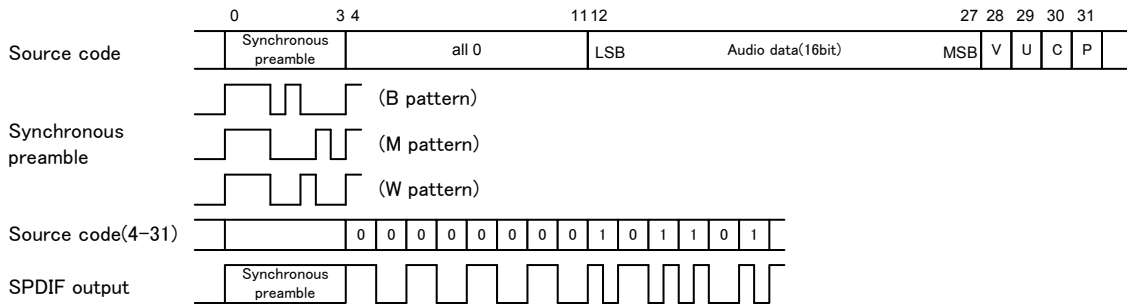 0 3 4 11 12 27 28 29 30 31
Source code Synchronous preamble all 0 LSB Audio data(16bit) MSB V U C P
(B pattern)
Synchronous preamble (M pattern)
(W pattern)
Source code(4-31) 0 0 0 0 0 0 0 0 1 0 1 1 0 1
SPDIF output Synchronous preamble